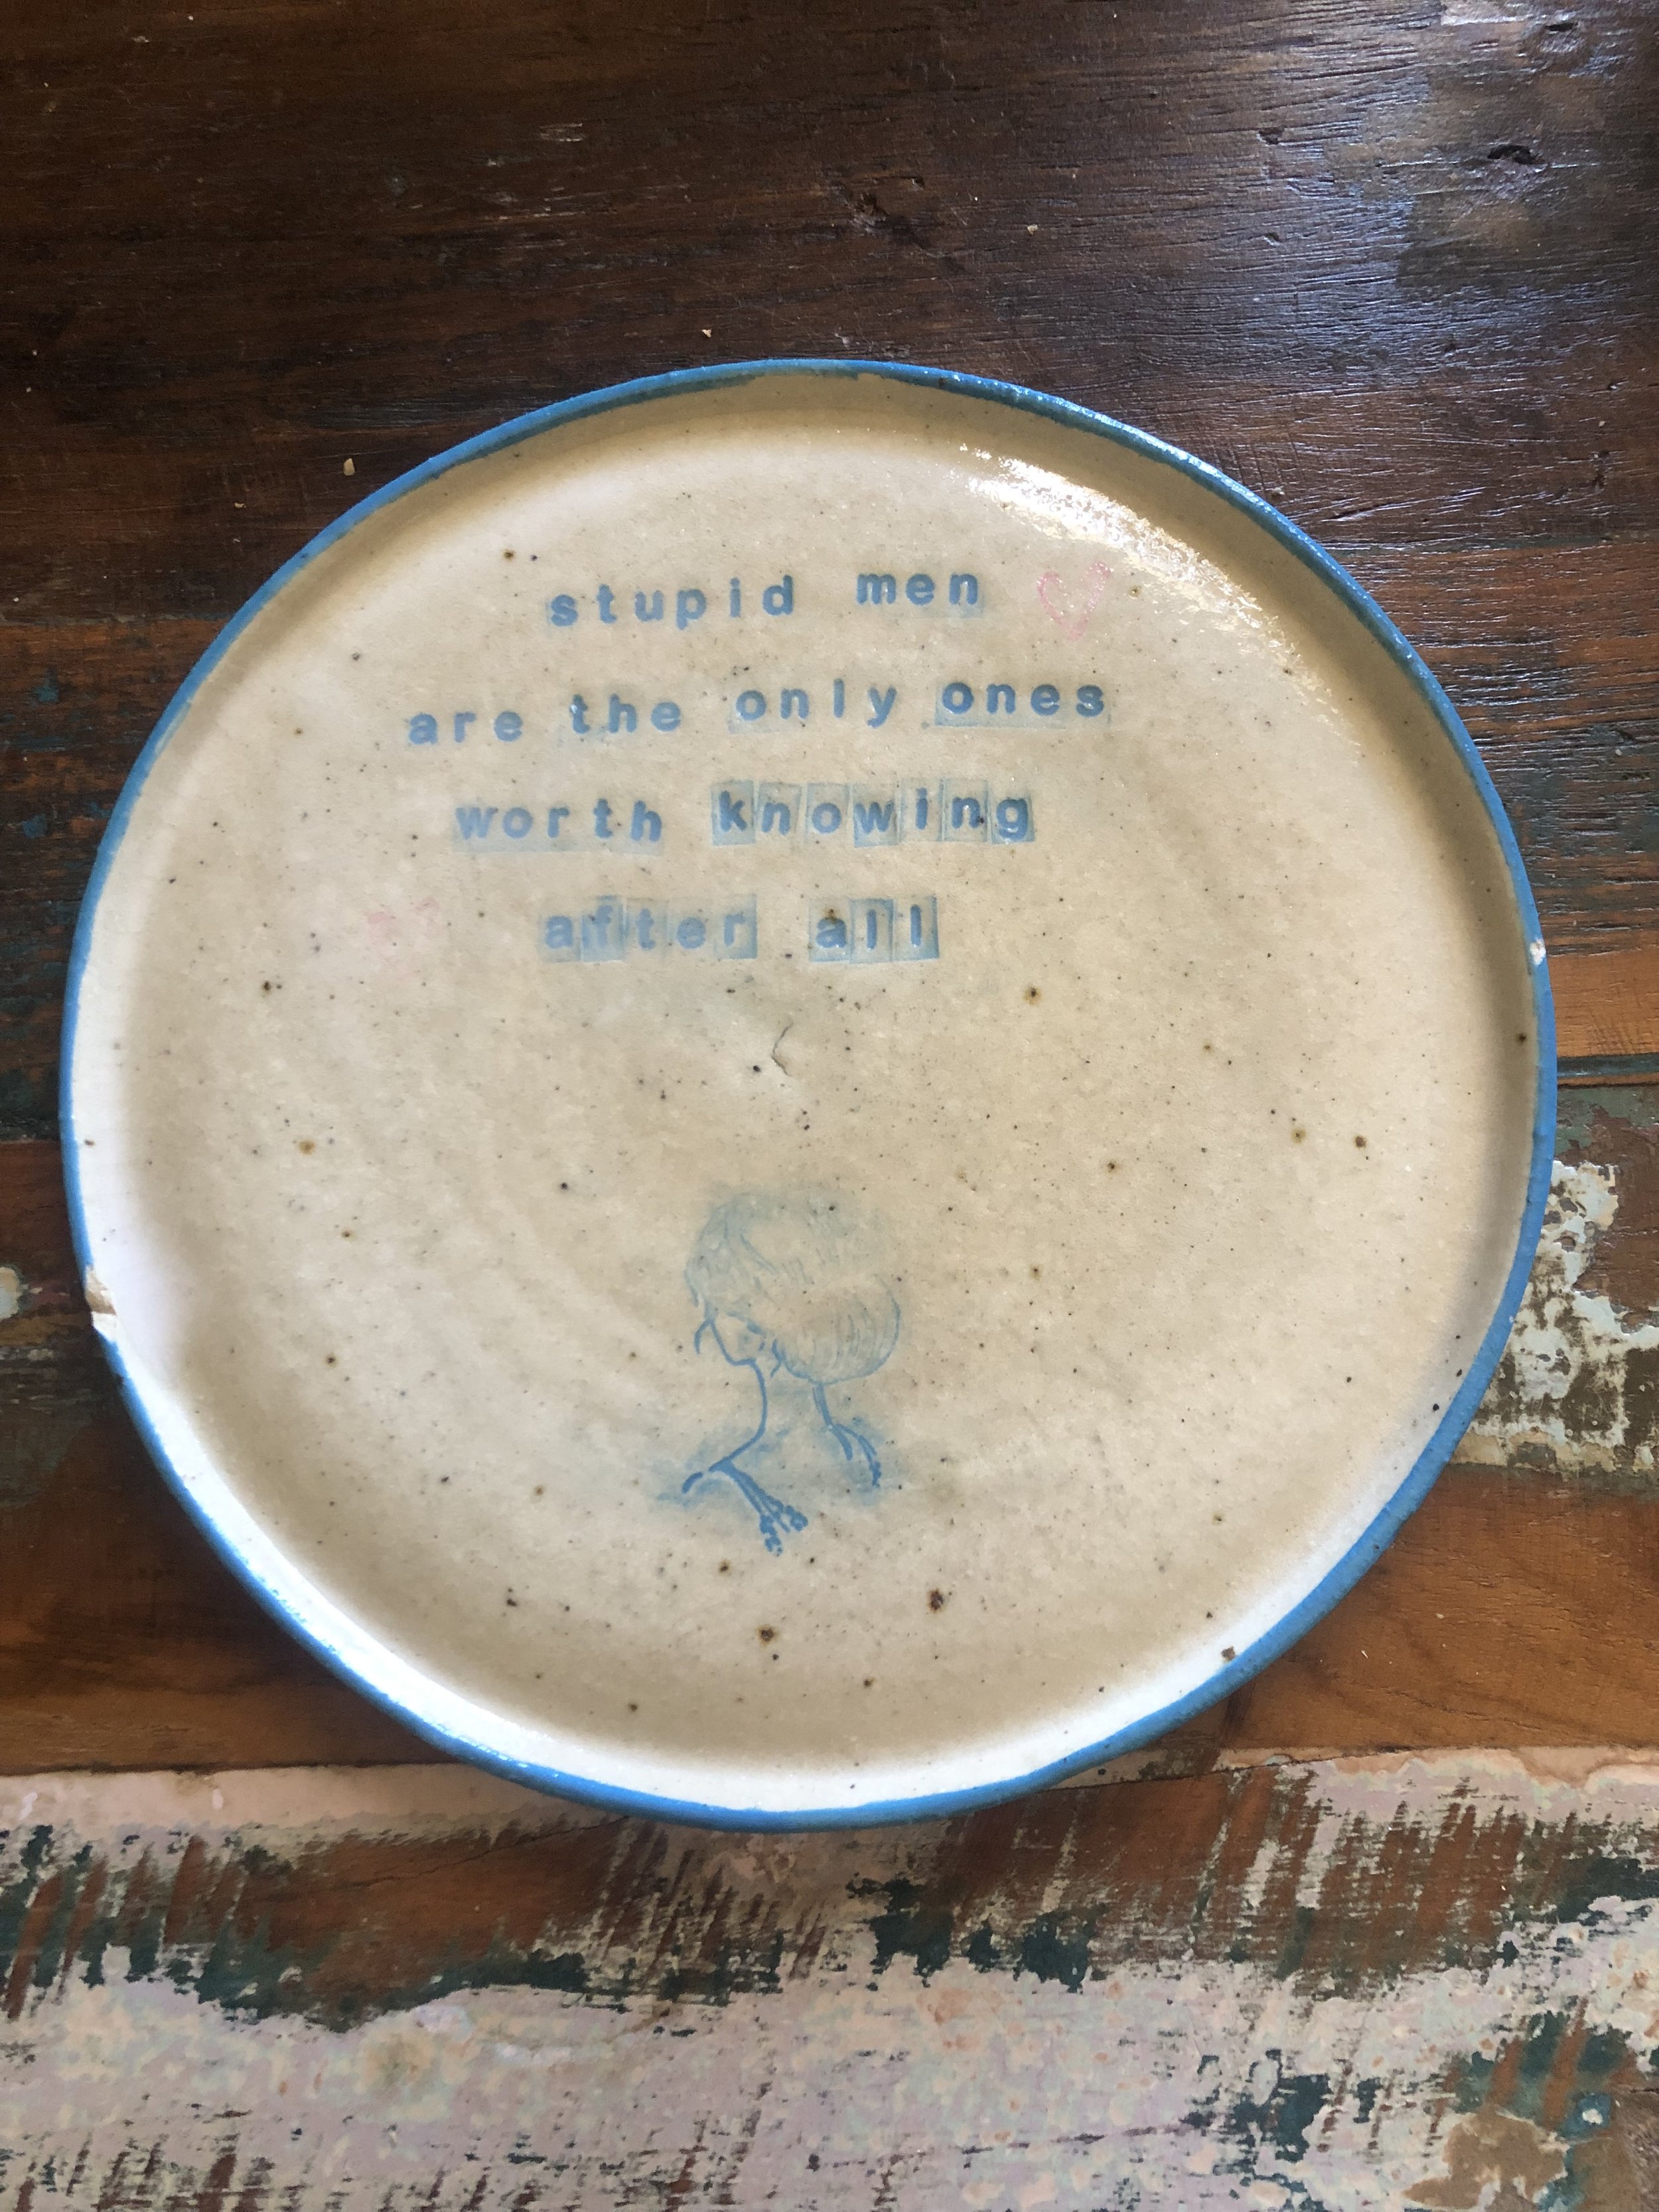 stupid men
are the only ones
worth knowing
after all